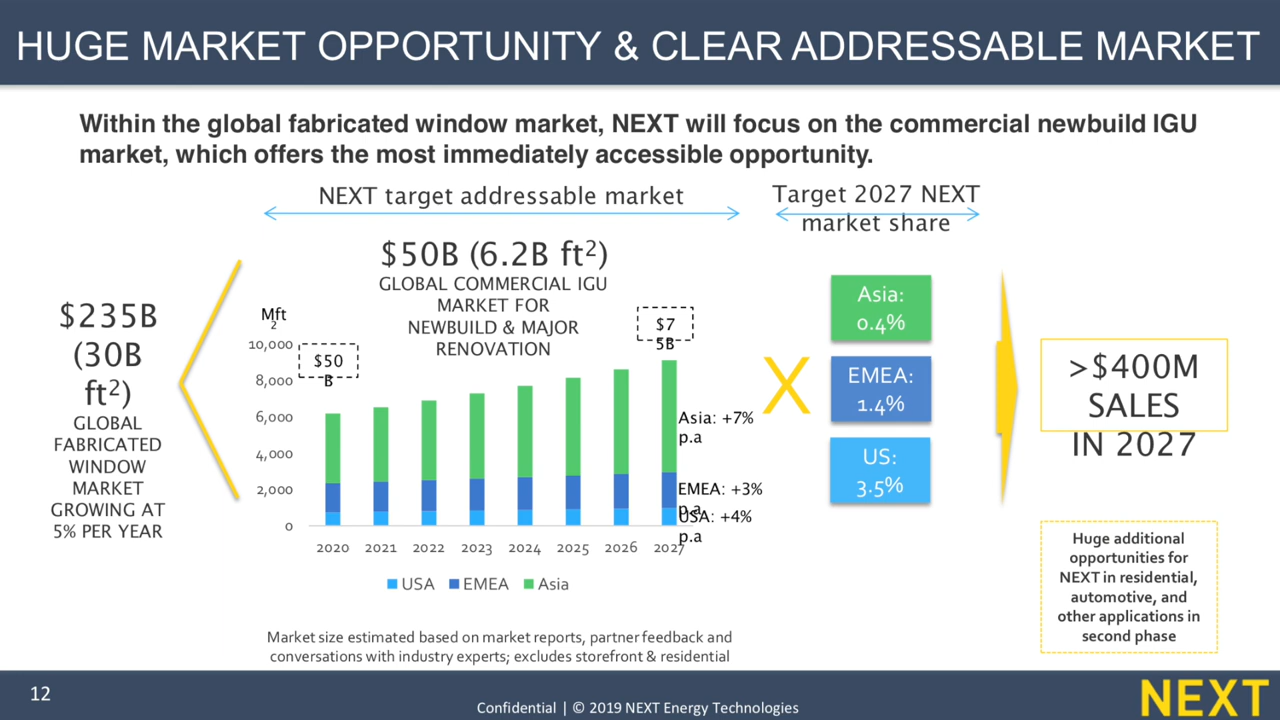 HUGE MARKET OPPORTUNITY & CLEAR ADDRESSABLE MARKET
Within the global fabricated window market, NEXT will focus on the commercial newbuild IGU
market, which offers the most immediately accessible opportunity.
NEXT target addressable market
Target 2027 NEXT
market share
$235B
(30B
ft²)
GLOBAL
FABRICATED
WINDOW
MARKET
GROWING AT
5% PER YEAR
$50B (6.2B ft²)
GLOBAL COMMERCIAL IGU
MARKET FOR
NEWBUILD & MAJOR
RENOVATION
Mft
2
$50
B
$7
5B
10,000
8,000
6,000
4,000
2,000
0
2020 2021 2022 2023 2024 2025 2026 2027
USA EMEA Asia
Asia: +7%
p.a
EMEA: +3%
p.a
USA: +4%
p.a
X
Asia:
0.4%
EMEA:
1.4%
US:
3.5%
>$400M
SALES
IN 2027
Huge additional
opportunities for
NEXT in residential,
automotive, and
other applications in
second phase
Market size estimated based on market reports, partner feedback and
conversations with industry experts; excludes storefront & residential
12
Confidential | © 2019 NEXT Energy Technologies
NEXT